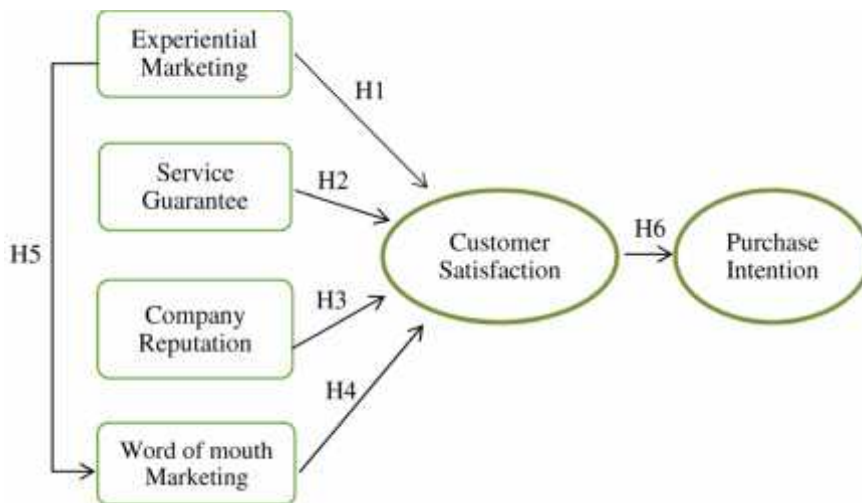 Experiential
Marketing
H1
Service
Guarantee
H2
H5
Customer
Satisfaction
H6
Purchase
Intention
Company
Reputation
H3
H4
Word of mouth
Marketing